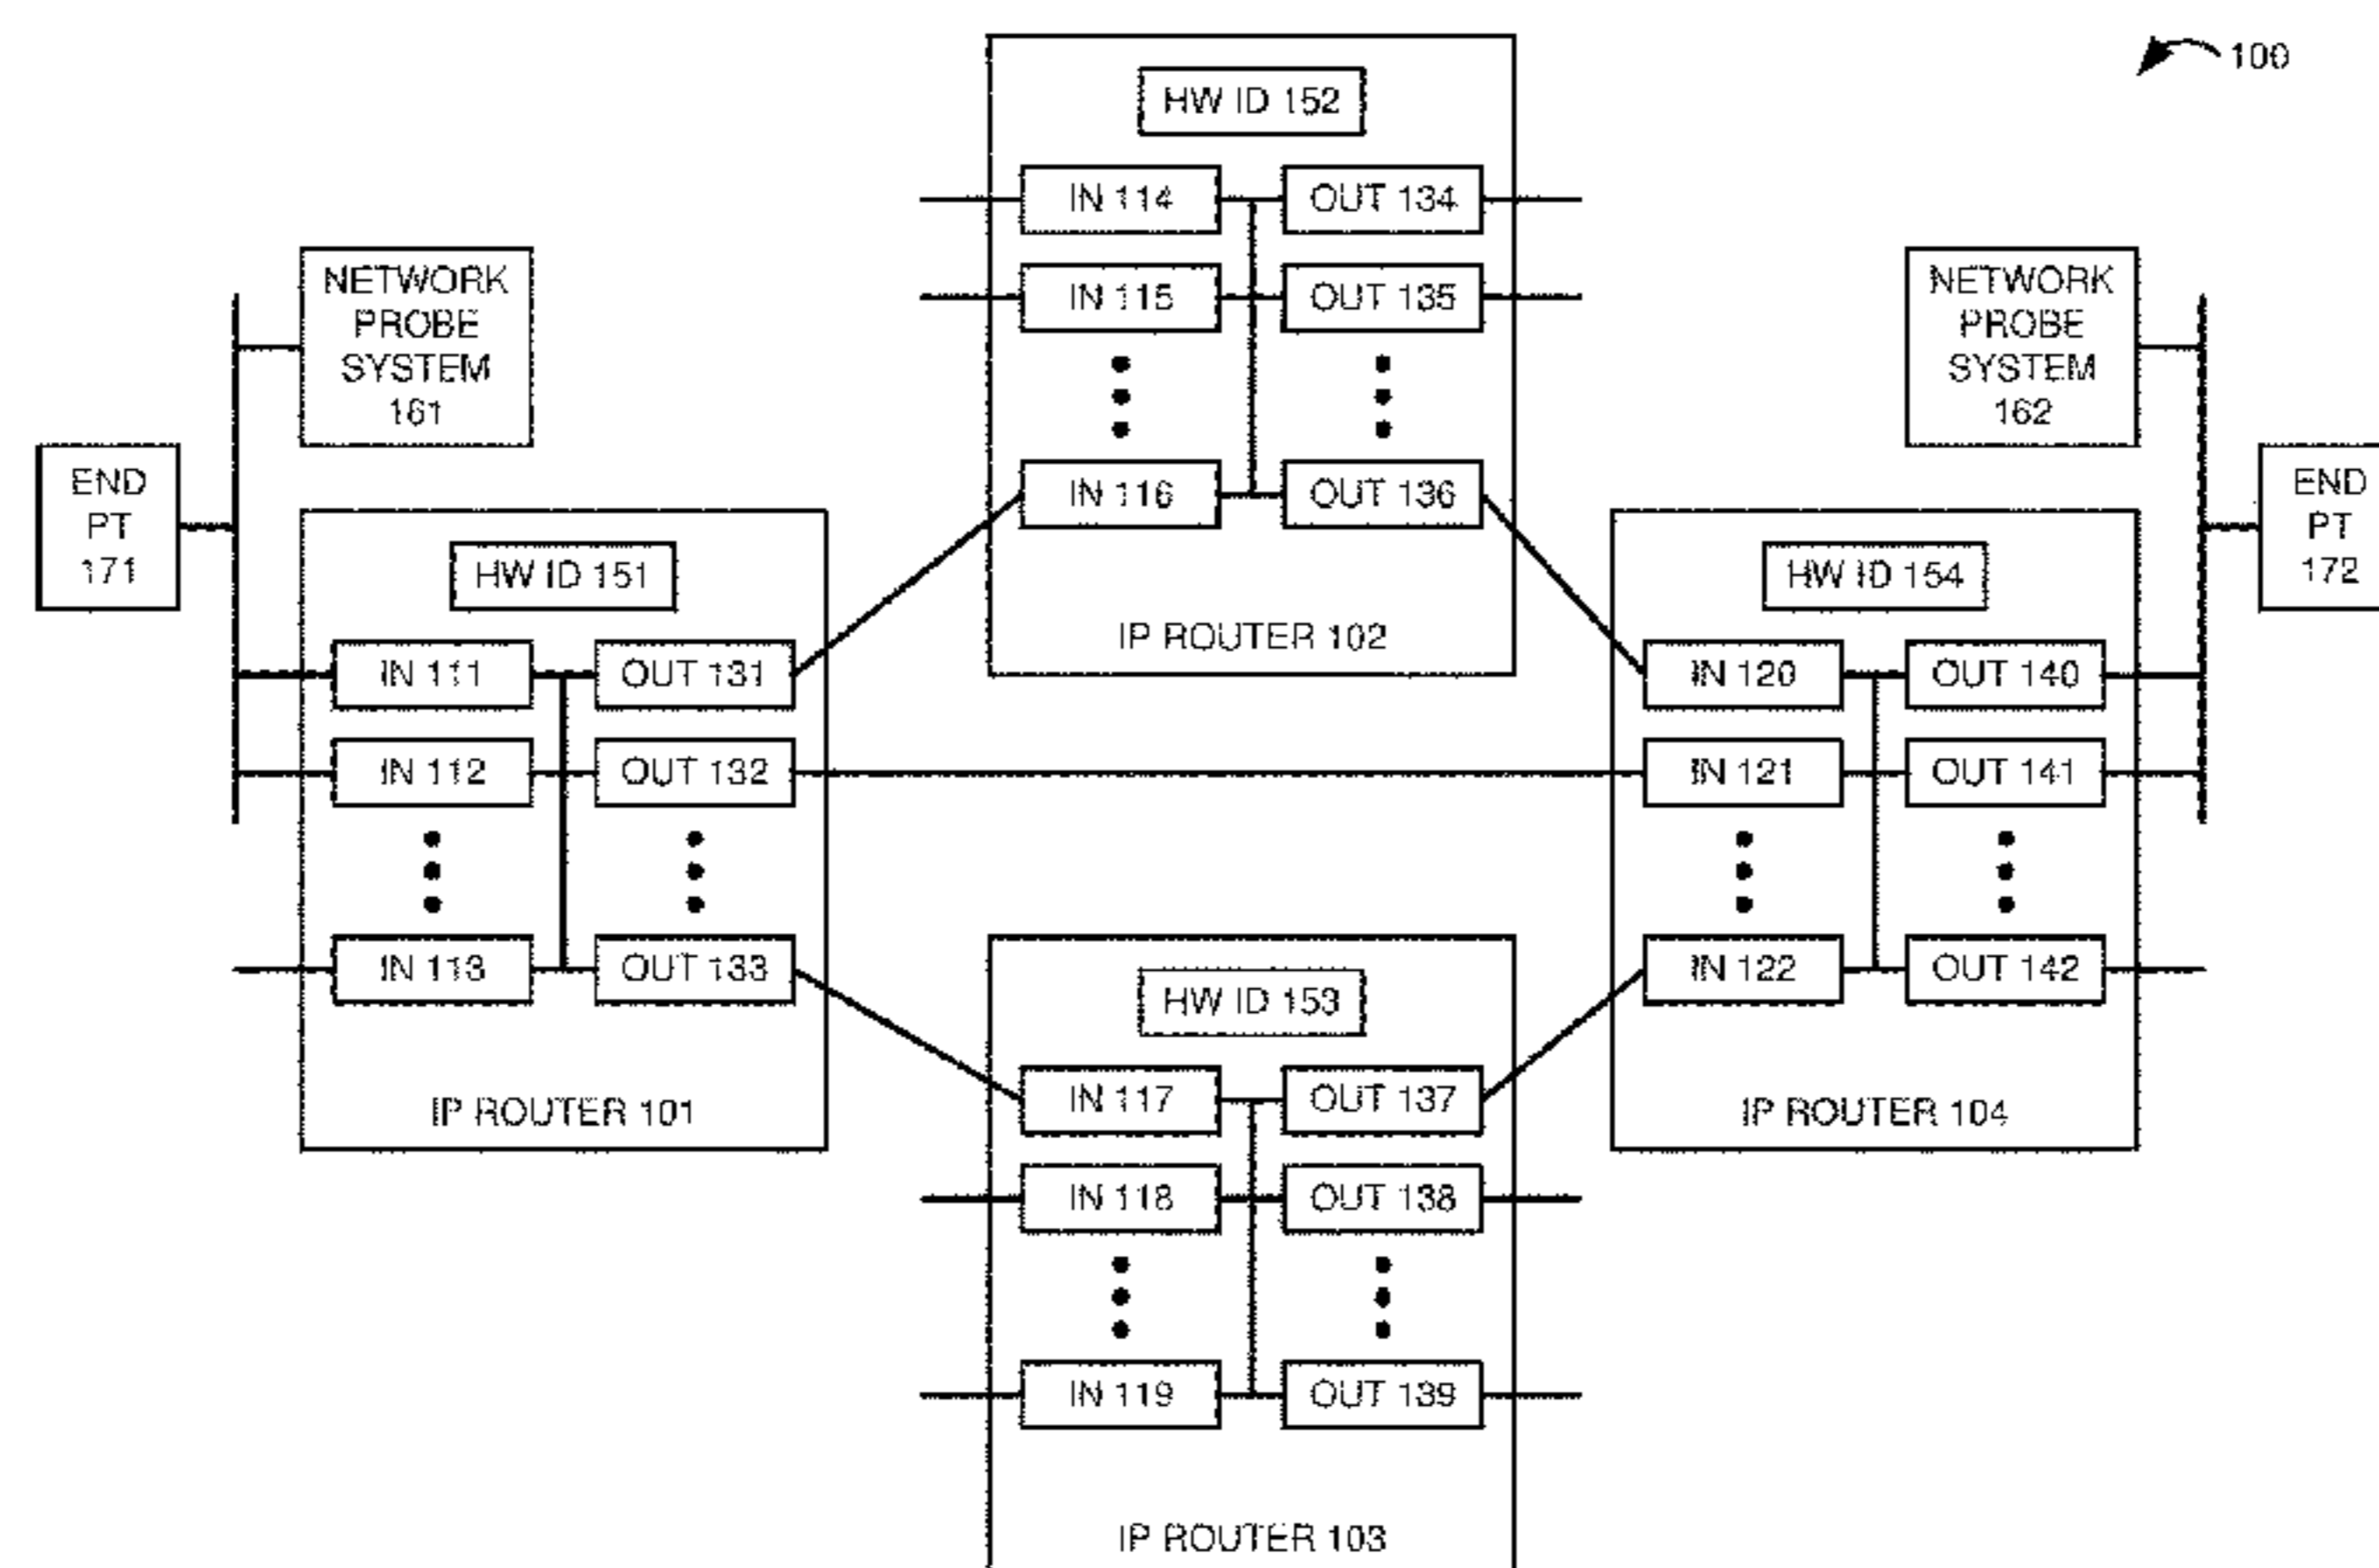 100
HW ID 152
IN 114
OUT 134
IN 115
OUT 135
IN 116
OUT 136
IP ROUTER 102
NETWORK
PROBE
SYSTEM
161
END
PT
171
HW ID 151
IN 111
OUT 131
IN 112
OUT 132
IN 113
OUT 133
IP ROUTER 101
HW ID 153
IN 117
OUT 137
IN 118
OUT 138
IN 119
OUT 139
IP ROUTER 103
NETWORK
PROBE
SYSTEM
162
END
PT
172
HW ID 154
IN 120
OUT 140
IN 121
OUT 141
IN 122
OUT 142
IP ROUTER 104